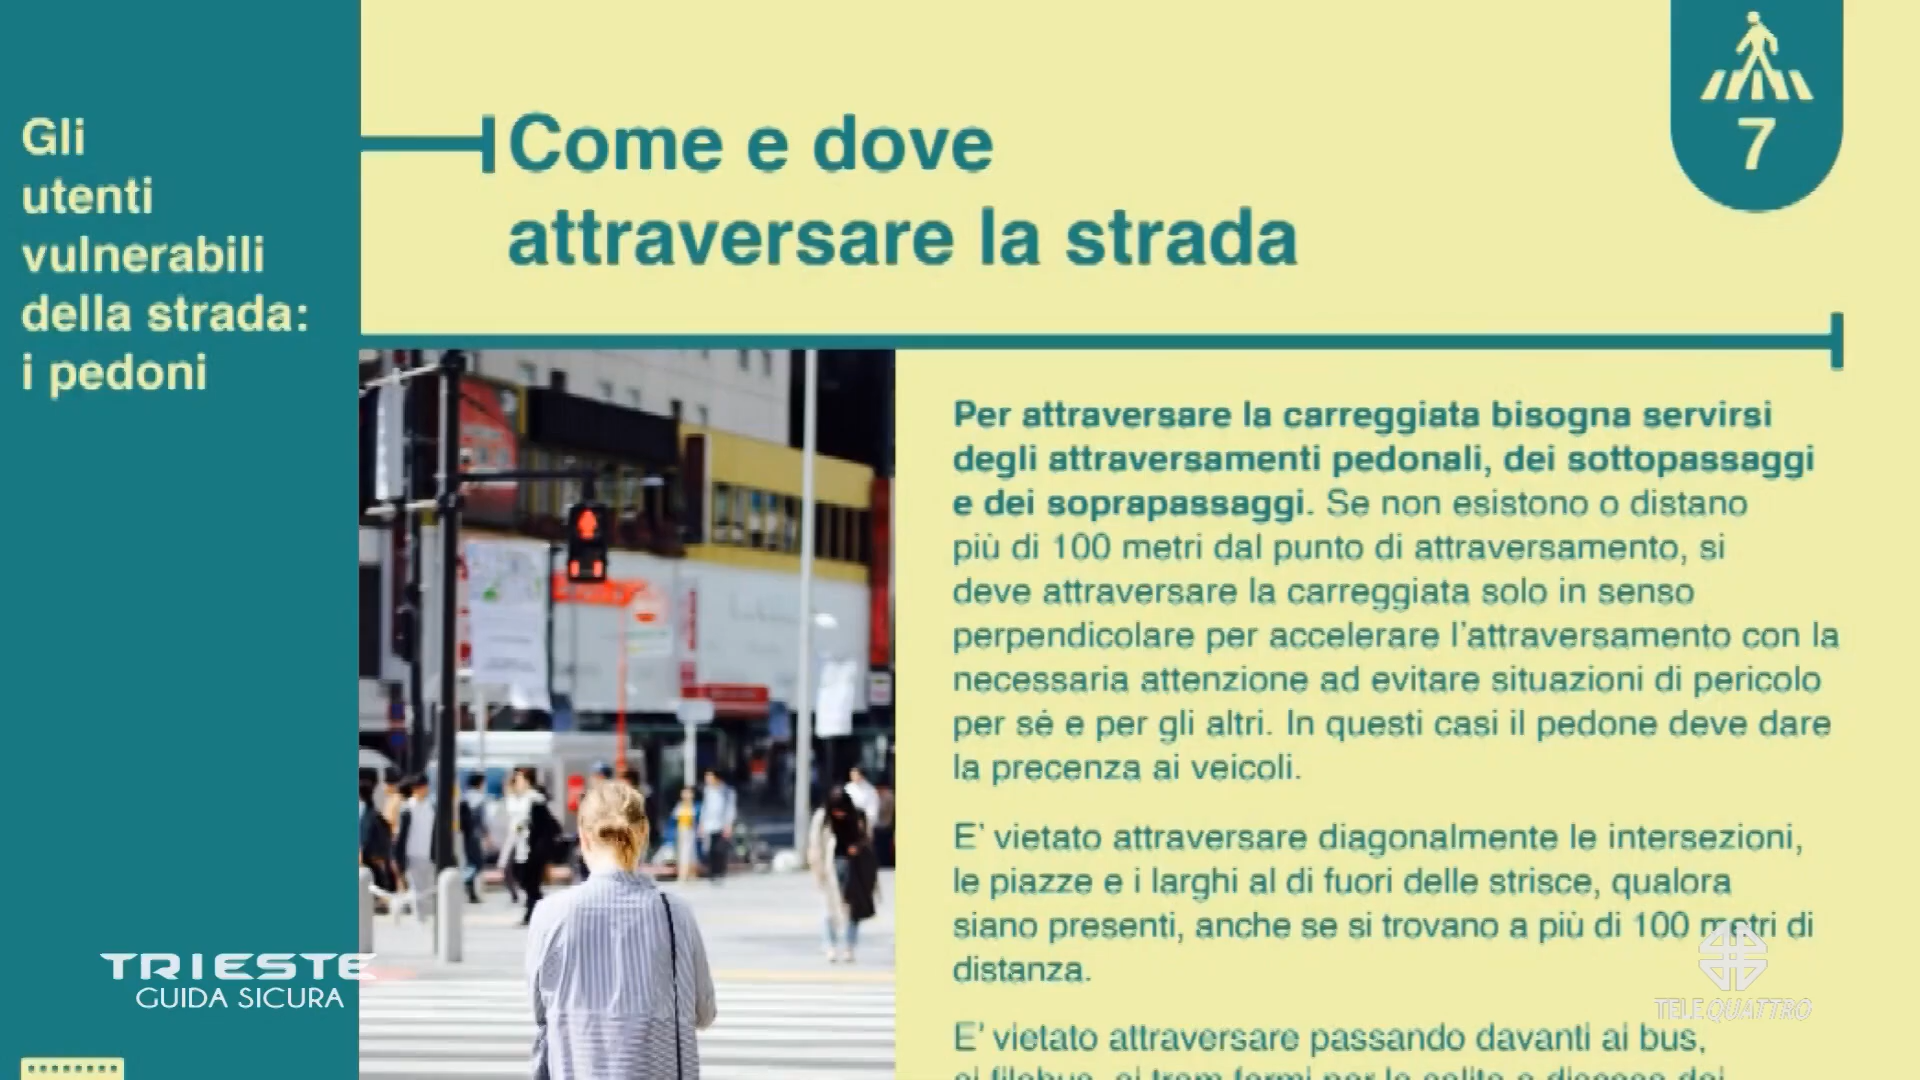 Gli
utenti
vulnerabili
della strada:
i pedoni
Come e dove
attraversare la strada
7
Per attraversare la carreggiata bisogna servirsi
degli attraversamenti pedonali, dei sottopassaggi
e dei soprapassaggi. Se non esistono o distano
più di 100 metri dal punto di attraversamento, si
deve attraversare la carreggiata solo in senso
perpendicolare per accelerare l'attraversamento con la
necessaria attenzione ad evitare situazioni di pericolo
per sé e per gli altri. In questi casi il pedone deve dare
la precenza ai veicoli.
E' vietato attraversare diagonalmente le intersezioni,
le piazze e i larghi al di fuori delle strisce, qualora
siano presenti, anche se si trovano a più di 100 metri di
distanza.
E' vietato attraversare passando davanti ai bus,
TRIESTE
GUIDA SICURA
TELEQUATTRO